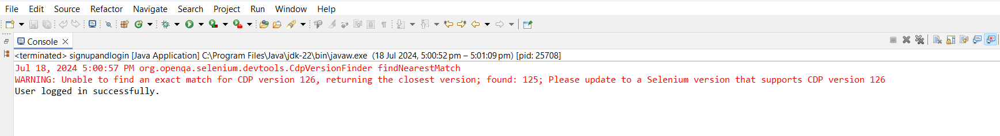 File Edit Source Refactor Navigate Search Project Run Window Help
Console
<terminated> signupandlogin [Java Application] C:\Program Files\Java\jdk-22\bin\javaw.exe (18 Jul 2024, 5:00:52 pm – 5:01:09 pm) [pid: 25708]
Jul 18, 2024 5:00:57 PM org.openqa.selenium.devtools.CdpVersionFinder findNearestMatch
WARNING: Unable to find an exact match for CDP version 126, returning the closest version; found: 125; Please update to a Selenium version that supports CDP version 126
User logged in successfully.